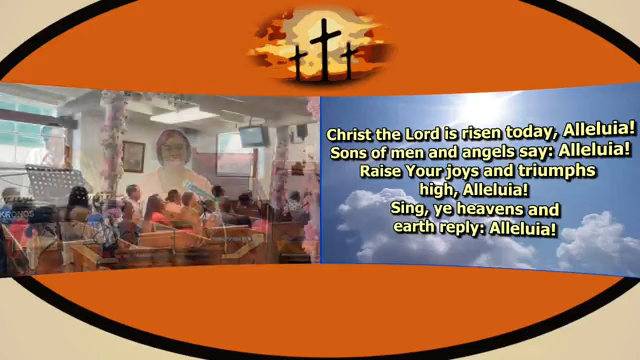 Christ the Lord is risen today, Alleluia!
Sons of men and angels say: Alleluia!
Raise Your joys and triumphs
high, Alleluia!
Sing, ye heavens and
earth reply: Alleluia!
KRONOS